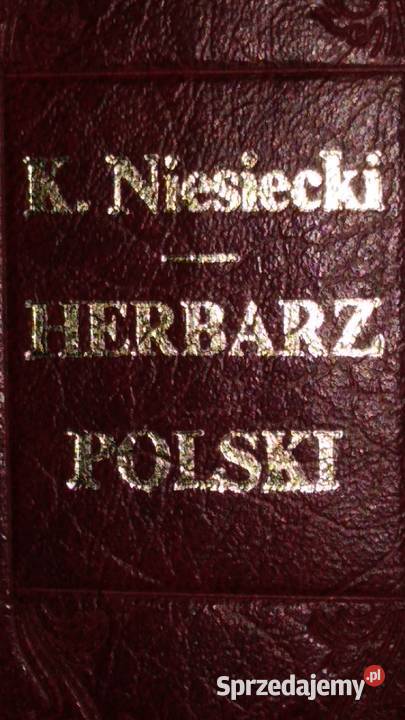 K. Niesiecki
HERBARZ
POLSKI
Sprzedajemy.pl